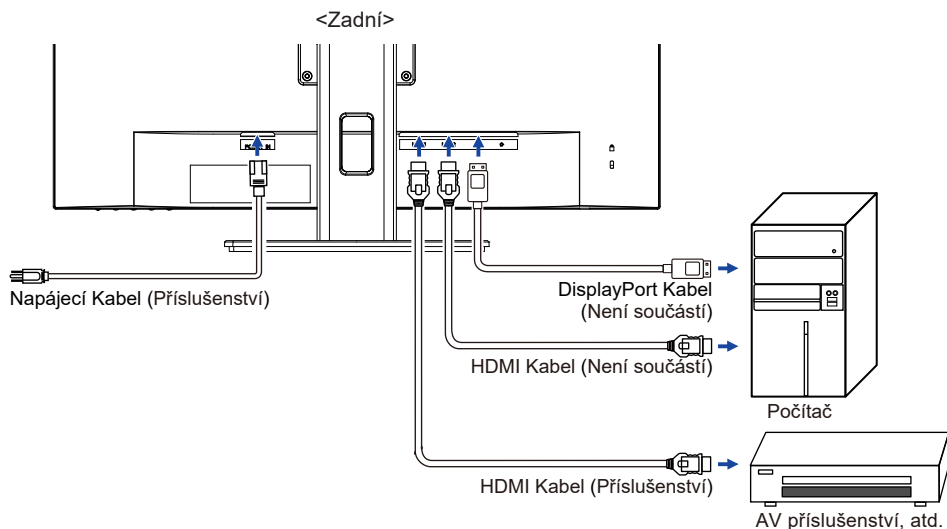 <Zadní>
Napájecí Kabel (Příslušenství)
DisplayPort Kabel
(Není součástí)
HDMI Kabel (Není součástí)
Počítač
HDMI Kabel (Příslušenství)
AV příslušenství, atd.